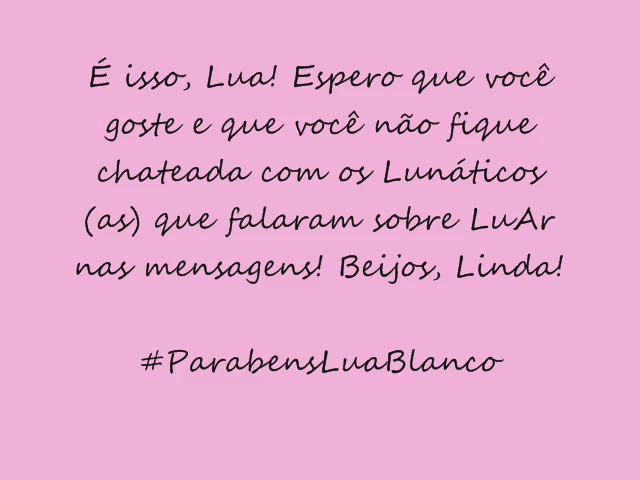 É isso, Lua! Espero que você
goste e que você não fique
chateada com os Lunáticos
(as) que falaram sobre LuAr
nas mensagens! Beijos, Linda!
#ParabensLuaBlanco